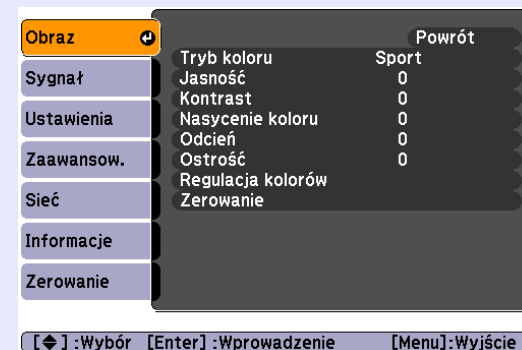 Obraz
Sygnał
Ustawienia
Zaawansow.
Sieć
Informacje
Zerowanie
Powrót
Tryb koloru Sport
Jasność 0
Kontrast 0
Nasycenie koloru 0
Odcień 0
Ostrość 0
Regulacja kolorów
Zerowanie
[◆] :Wybór [Enter] :Wprowadzenie [Menu]:Wyjście